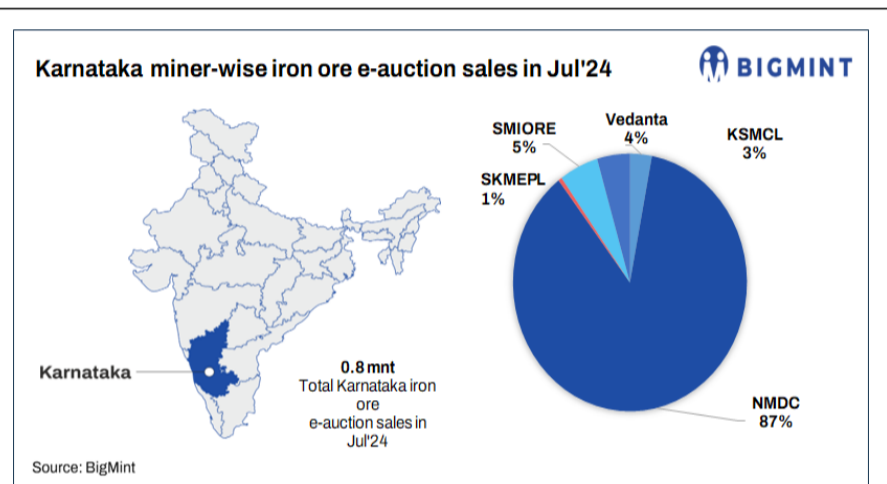 Karnataka miner-wise iron ore e-auction sales in Jul'24
BIGMINT
SMIORE
5%
Vedanta
4%
KSMCL
3%
SKMEPL
1%
Karnataka
0.8 mnt
Total Karnataka iron
ore
e-auction sales in
Jul'24
NMDC
87%
Source: BigMint